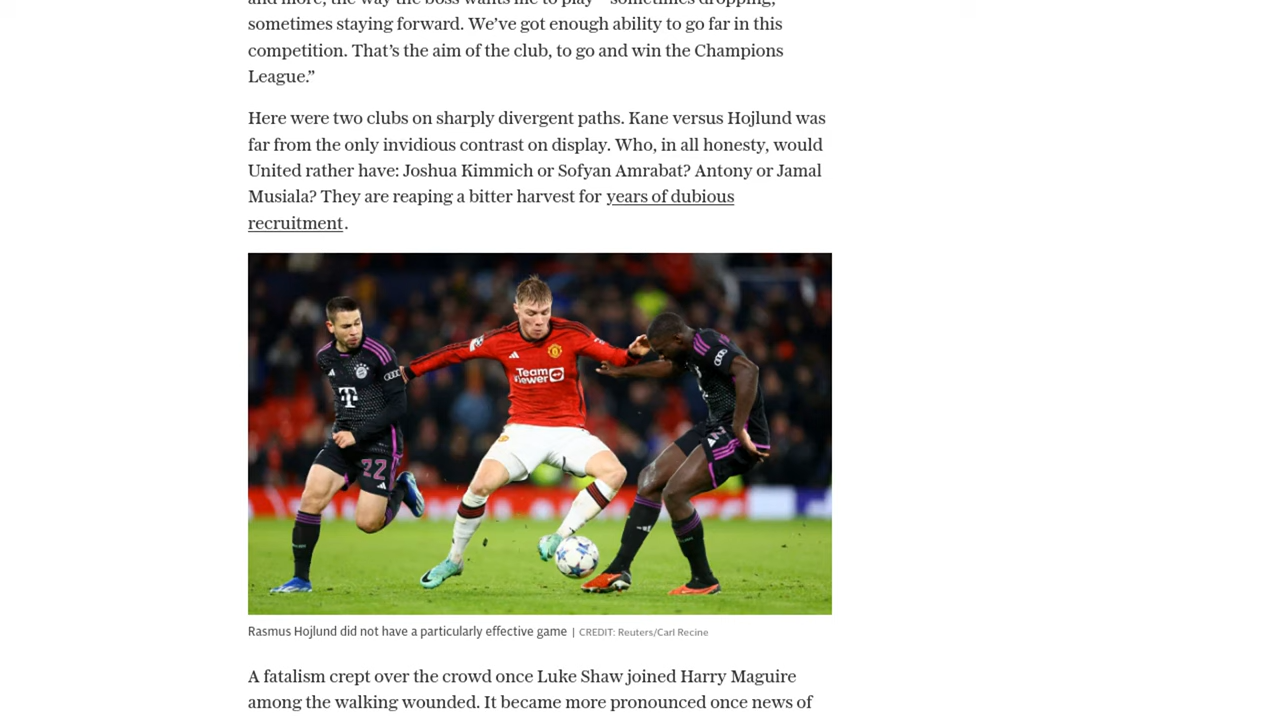 sometimes staying forward. We’ve got enough ability to go far in this
competition. That’s the aim of the club, to go and win the Champions
League.”
Here were two clubs on sharply divergent paths. Kane versus Hojlund was
far from the only invidious contrast on display. Who, in all honesty, would
United rather have: Joshua Kimmich or Sofyan Amrabat? Antony or Jamal
Musiala? They are reaping a bitter harvest for years of dubious
recruitment.
Team
22
Rasmus Hojlund did not have a particularly effective game | CREDIT: Reuters/Carl Recine
A fatalism crept over the crowd once Luke Shaw joined Harry Maguire
among the walking wounded. It became more pronounced once news of